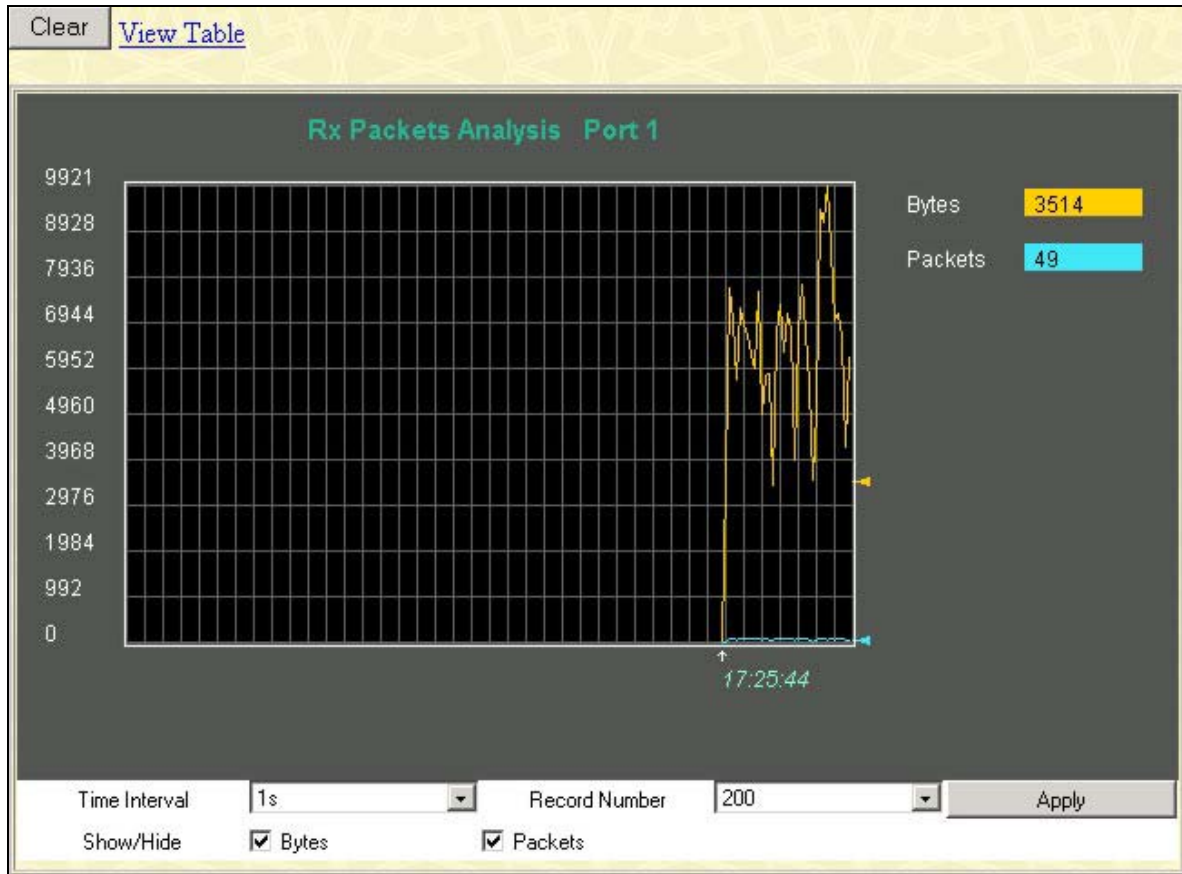 Clear View Table
Rx Packets Analysis Port 1
9921
8928
7936
6944
5952
4960
3968
2976
1984
992
0
Bytes 3514
Packets 49
17:25:44
Time Interval 1s Record Number 200 Apply
Show/Hide Bytes Packets